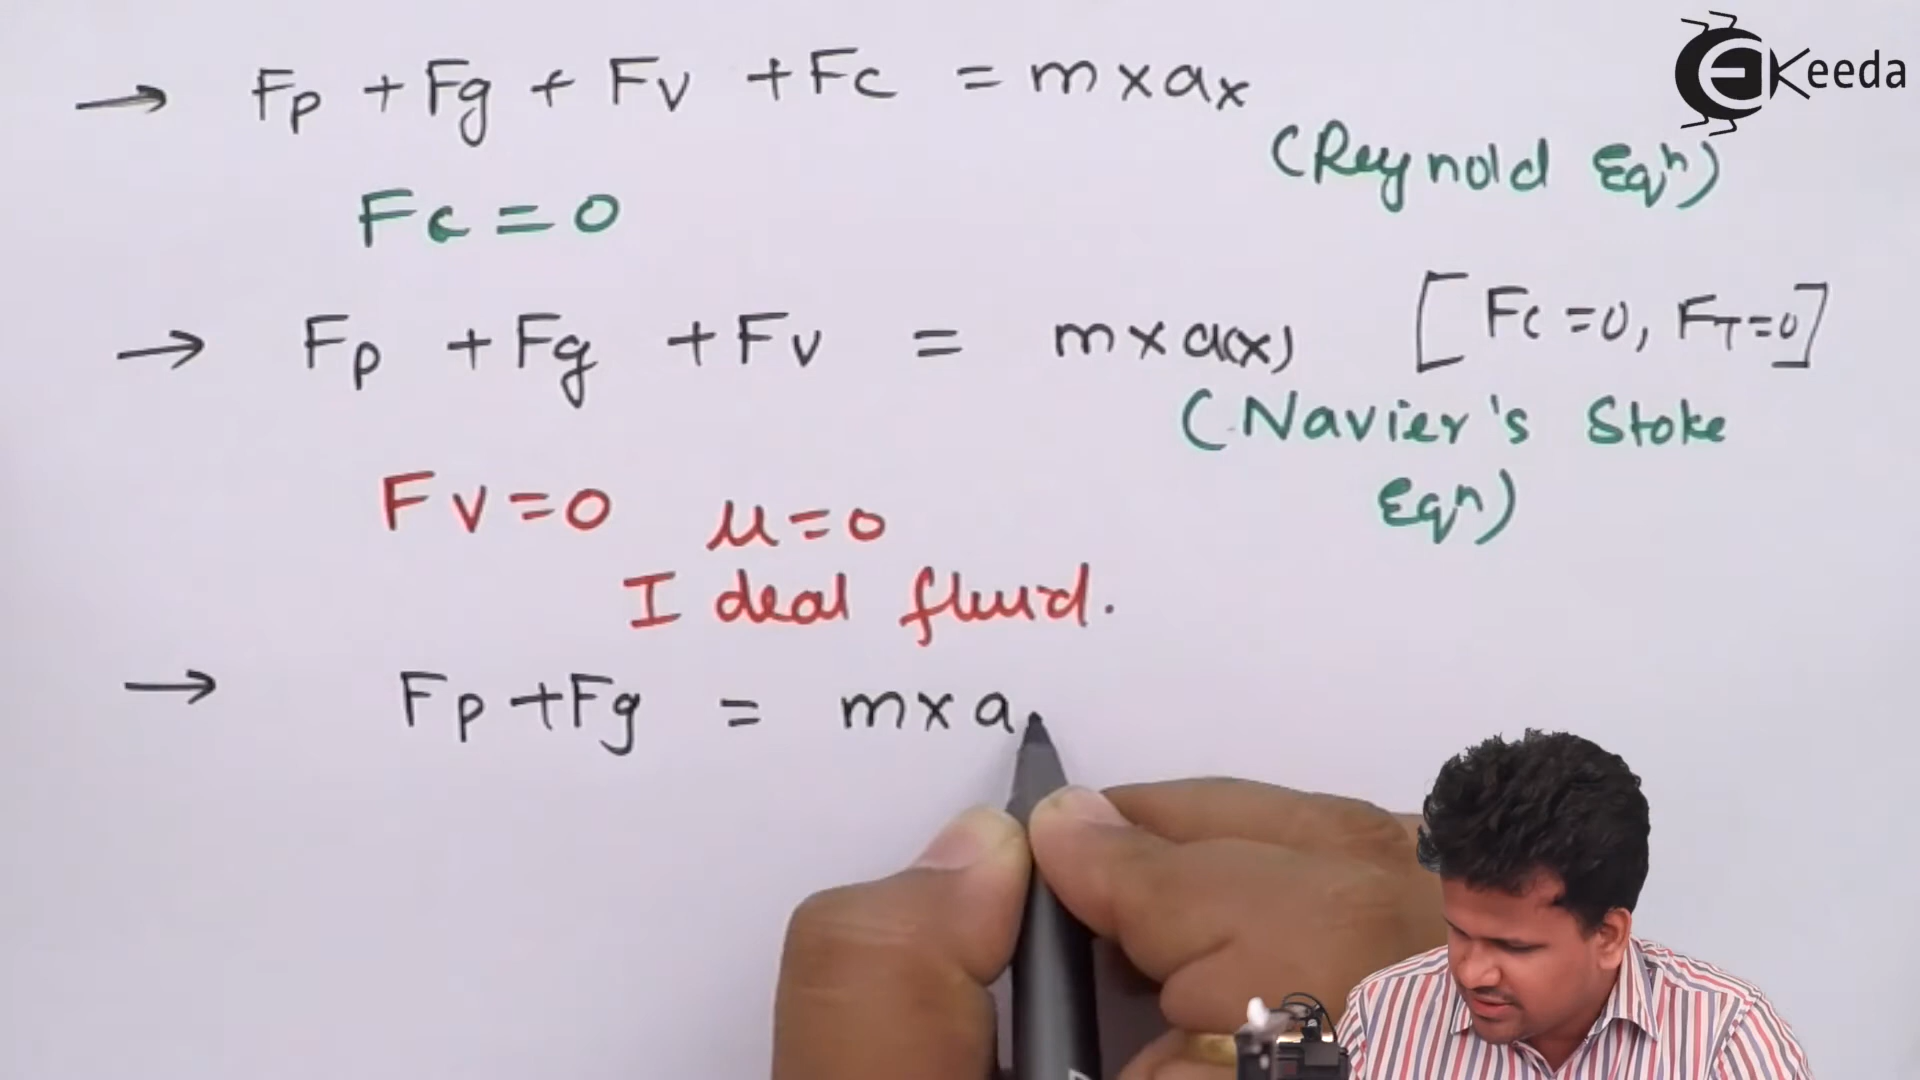 → Fp + Fg + Fv + Fc = m x ax
(Reynold Eqn)
Fc = 0
→ Fp + Fg + Fv = m x a(x) [Fc = 0, FT = 0]
(Navier's Stoke
Eqn)
Fv = 0 μ = 0
Ideal fluid.
→ Fp + Fg = m x a
EKeeda